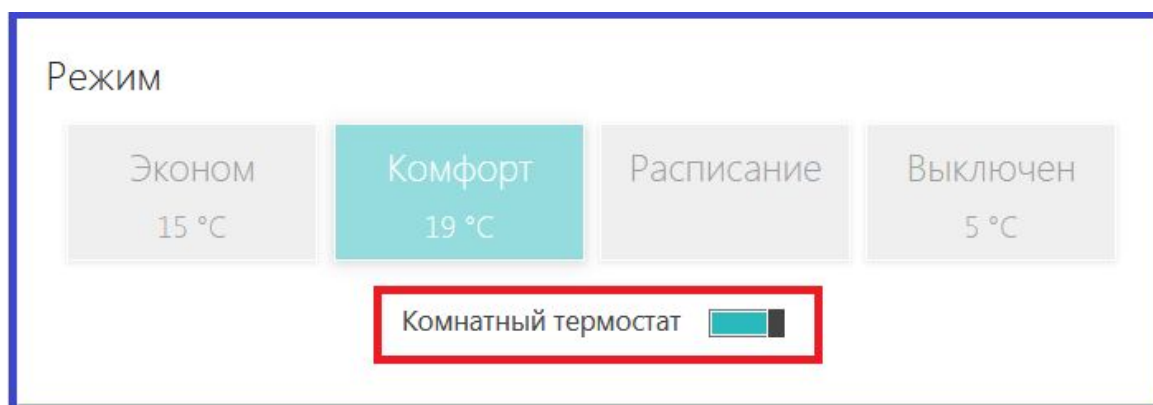 Режим
Эконом Комфорт Расписание Выключен
15 °C 19 °C 5 °C
Комнатный термостат